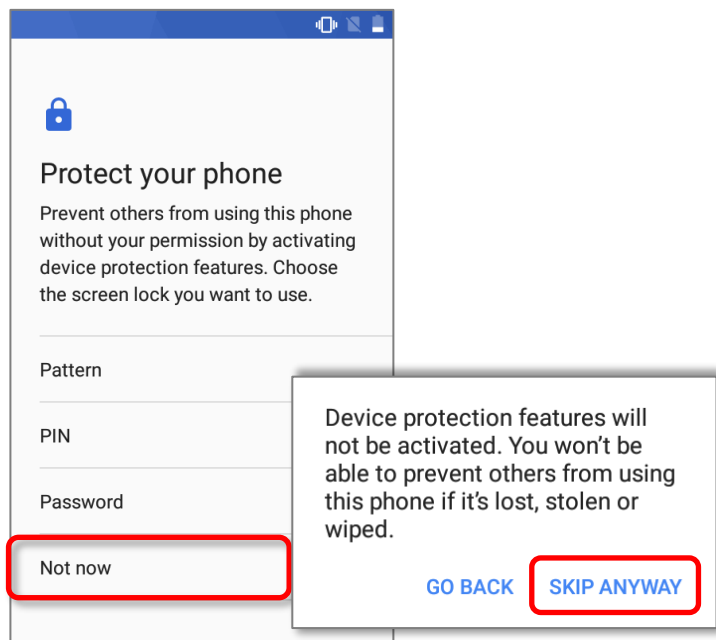 Protect your phone
Prevent others from using this phone
without your permission by activating
device protection features. Choose
the screen lock you want to use.
Pattern
PIN
Password
Not now
Device protection features will
not be activated. You won’t be
able to prevent others from using
this phone if it’s lost, stolen or
wiped.
GO BACK SKIP ANYWAY